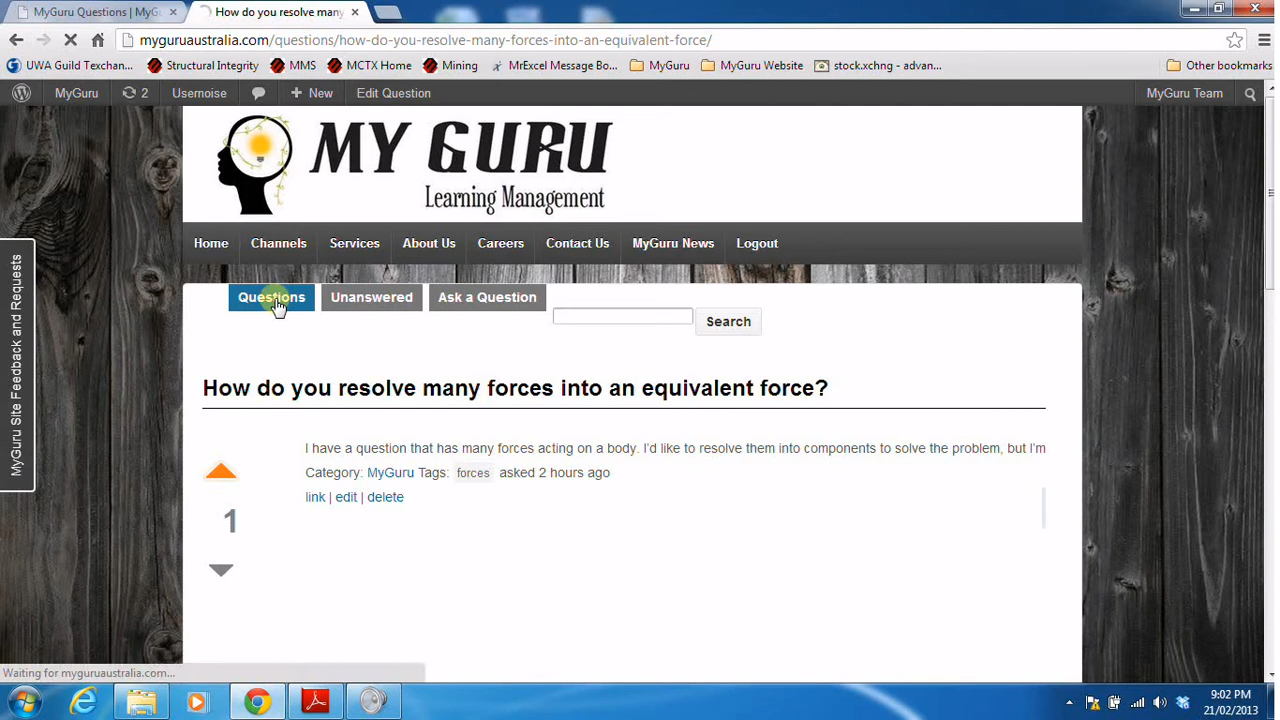 MyGuru Questions | MyGu
How do you resolve many
myguruaustralia.com/questions/how-do-you-resolve-many-forces-into-an-equivalent-force/
UWA Guild Texchan... Structural Integrity MMS MCTX Home Mining MrExcel Message Bo... MyGuru MyGuru Website stock.xchng - advan... Other bookmarks
MyGuru 2 Usernoise New Edit Question MyGuru Team
MY GURU
Learning Management
Home Channels Services About Us Careers Contact Us MyGuru News Logout
MyGuru Site Feedback and Requests
Questions Unanswered Ask a Question
Search
How do you resolve many forces into an equivalent force?
I have a question that has many forces acting on a body. I'd like to resolve them into components to solve the problem, but I'm
Category: MyGuru Tags: forces asked 2 hours ago
link | edit | delete
1
Waiting for myguruaustralia.com...
9:02 PM
21/02/2013